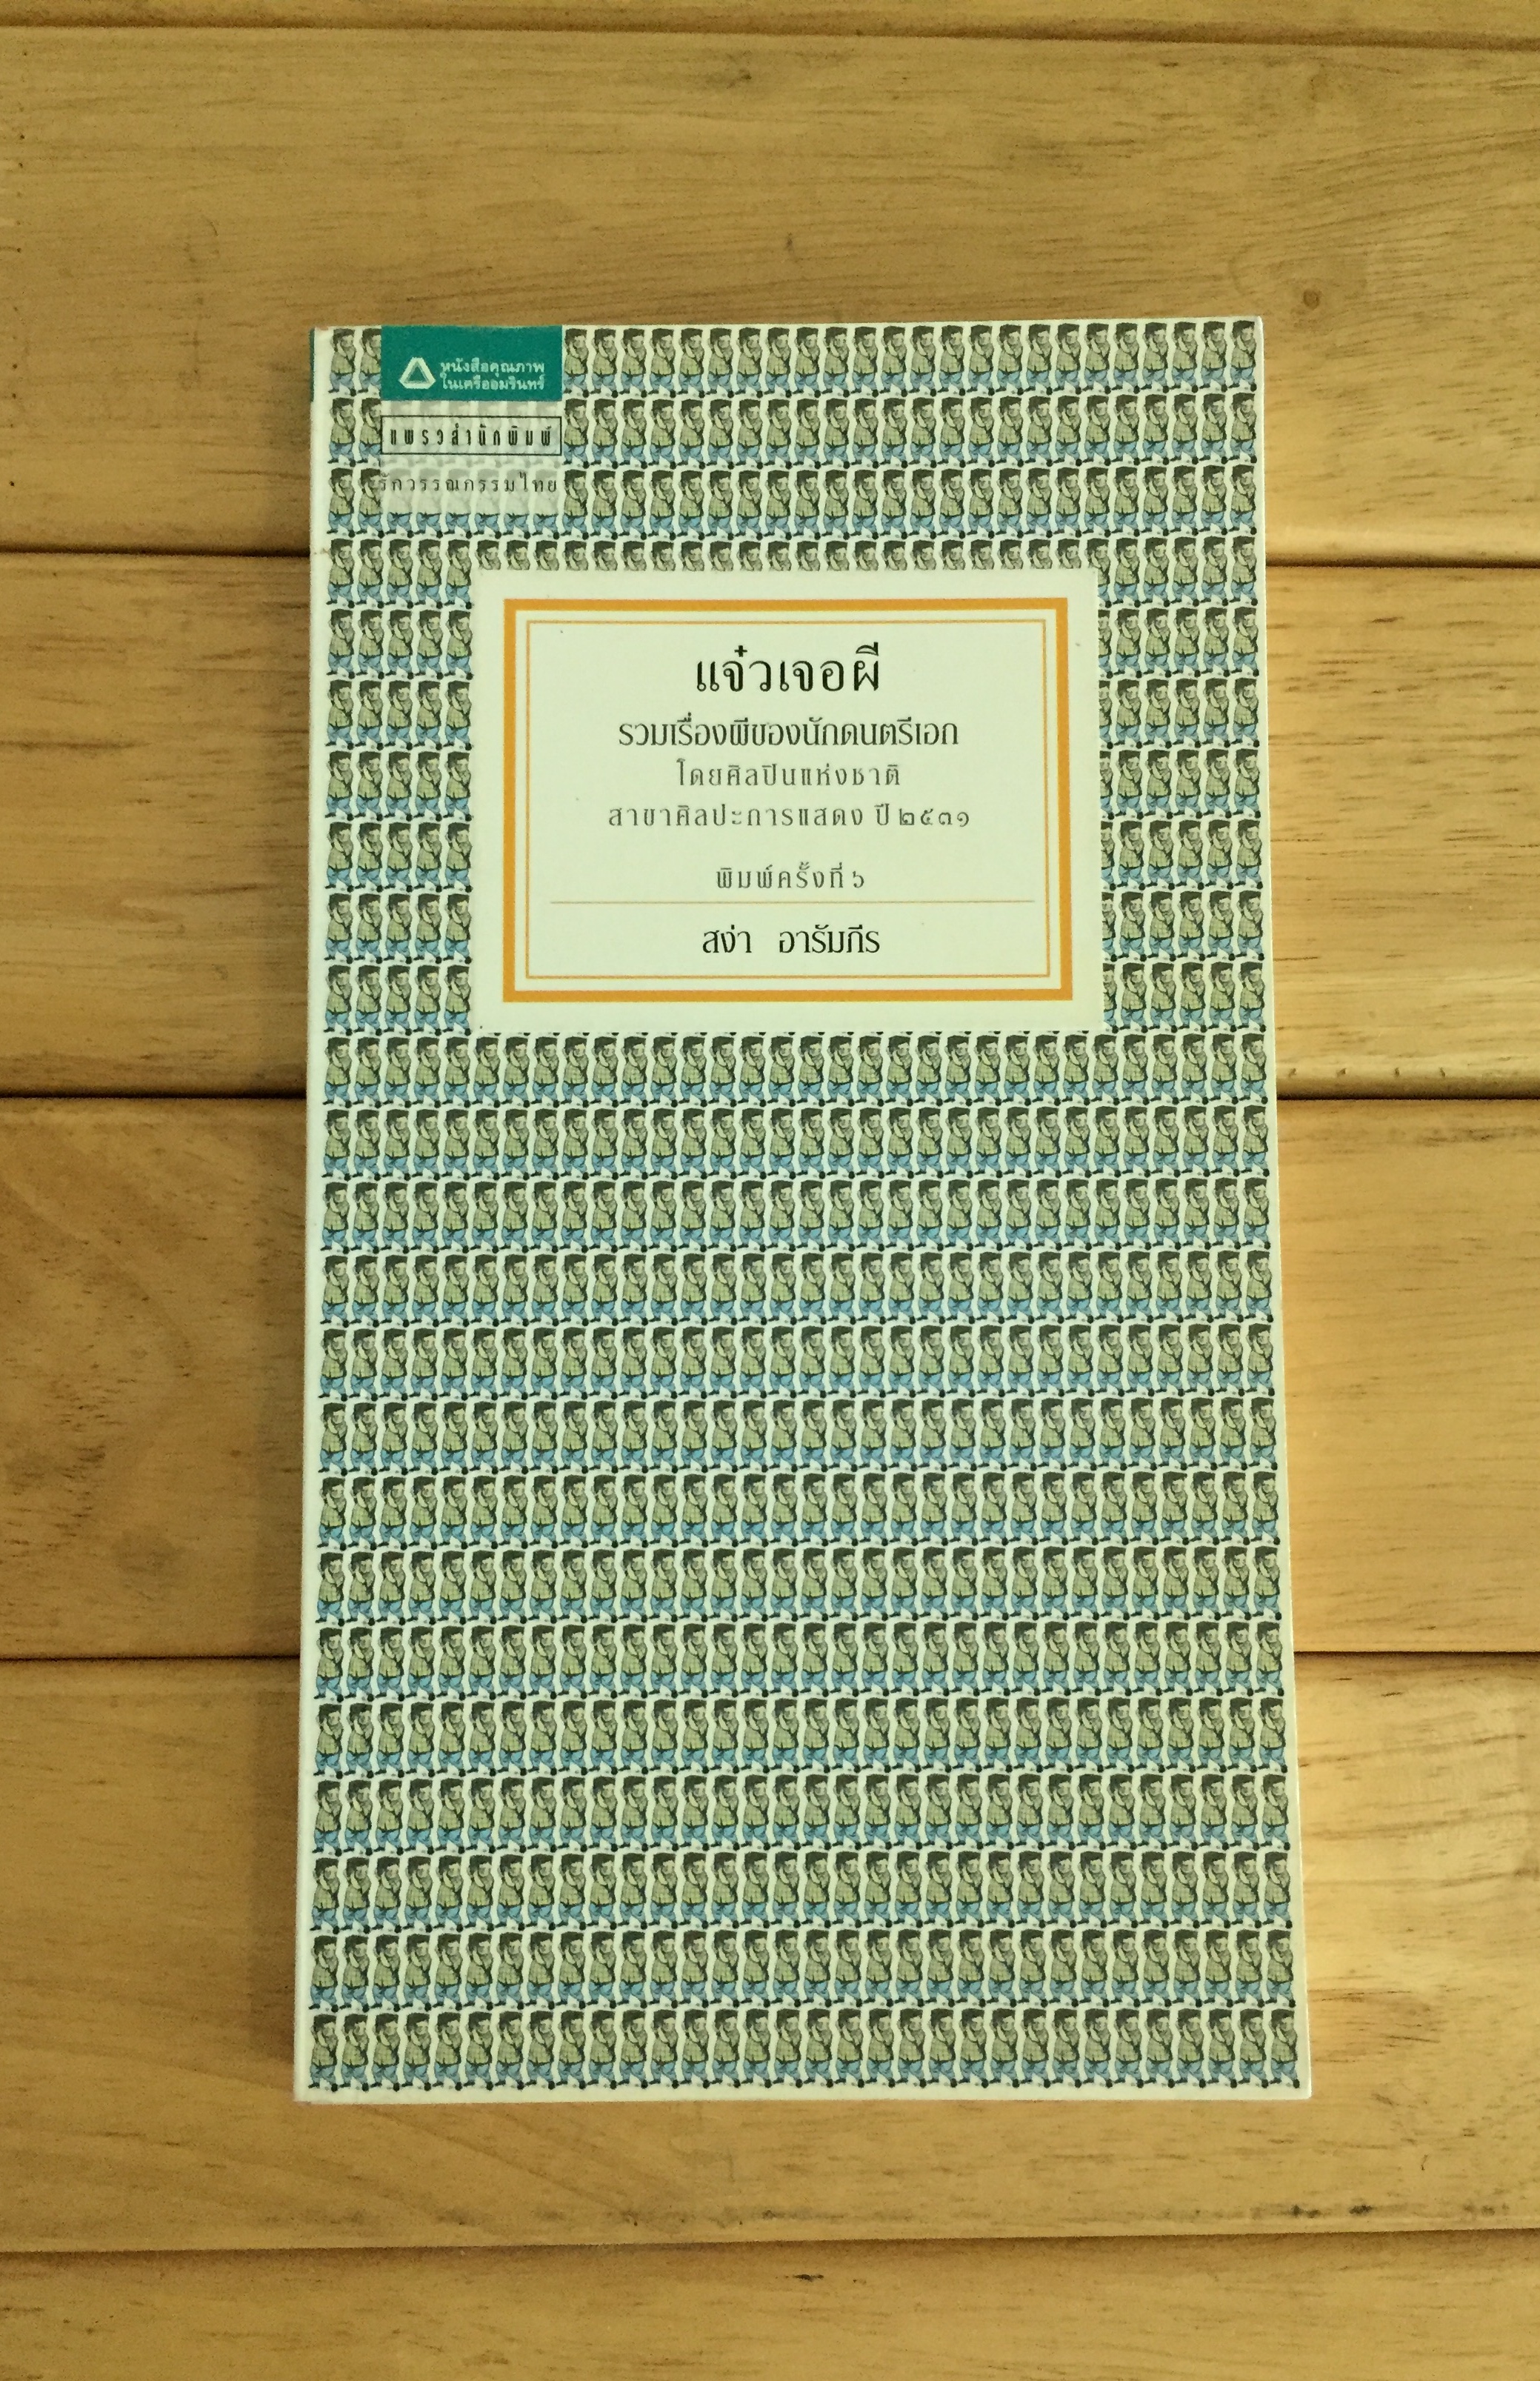 หนังสือคุณภาพ
ในเครืออมรินทร์
แพรวสำนักพิมพ์
รักวรรณกรรมไทย
แจ๋วเจอผี
รวมเรื่องผีของนักดนตรีเอก
โดยศิลปินแห่งชาติ
สาขาศิลปะการแสดง ปี ๒๕๓๑
พิมพ์ครั้งที่ ๖
สง่า อารัมภีร